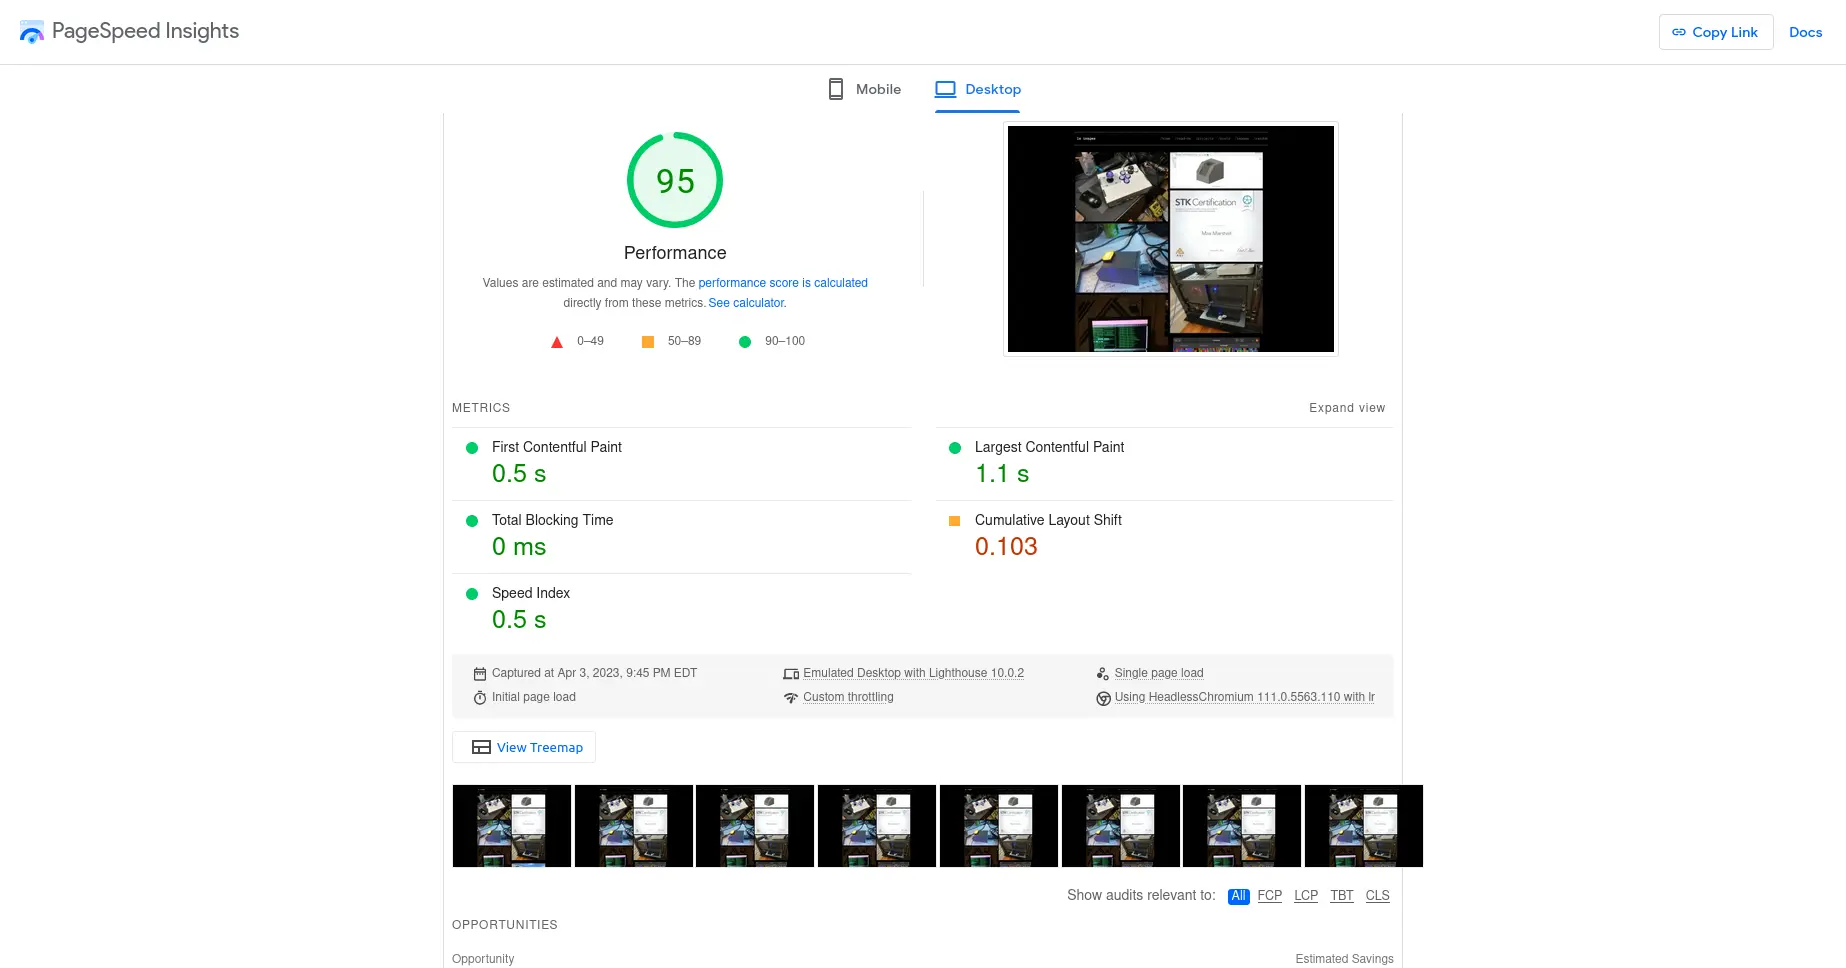 PageSpeed Insights
Copy Link
Docs
Mobile
Desktop
95
Performance
Values are estimated and may vary. The performance score is calculated
directly from these metrics. See calculator.
0–49
50–89
90–100
STK Certification
METRICS
Expand view
First Contentful Paint
0.5 s
Largest Contentful Paint
1.1 s
Total Blocking Time
0 ms
Cumulative Layout Shift
0.103
Speed Index
0.5 s
Captured at Apr 3, 2023, 9:45 PM EDT
Emulated Desktop with Lighthouse 10.0.2
Single page load
Initial page load
Custom throttling
Using HeadlessChromium 111.0.5563.110 with lr
View Treemap
Show audits relevant to: All FCP LCP TBT CLS
OPPORTUNITIES
Opportunity
Estimated Savings